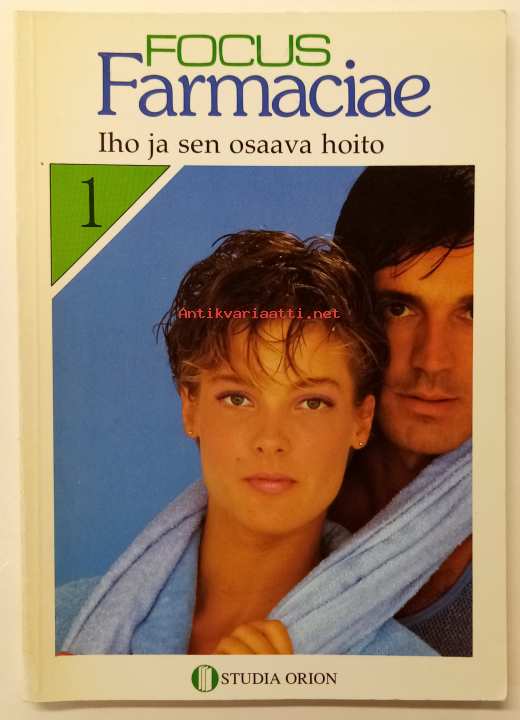 FOCUS
Farmaciae
Iho ja sen osaava hoito
1
Antikvariaatti.net
STUDIA ORION